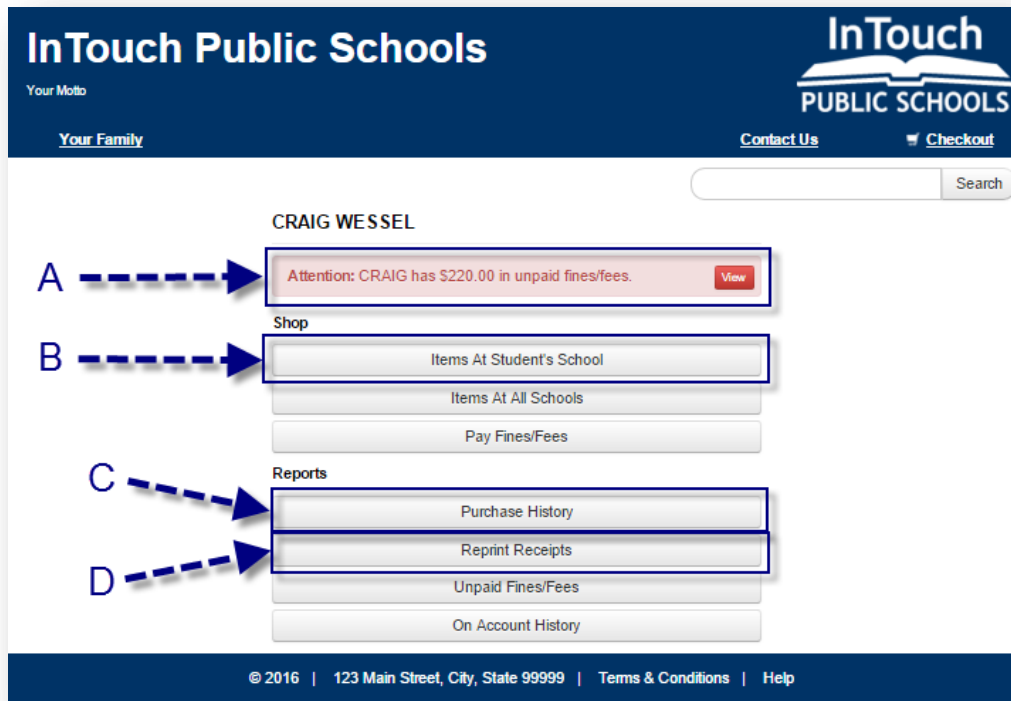 InTouch Public Schools
Your Motto
InTouch
PUBLIC SCHOOLS
Your Family
Contact Us
Checkout
Search
CRAIG WESSEL
A
Attention: CRAIG has $220.00 in unpaid fines/fees.
View
Shop
B
Items At Student's School
Items At All Schools
Pay Fines/Fees
Reports
C
Purchase History
Reprint Receipts
D
Unpaid Fines/Fees
On Account History
© 2016 | 123 Main Street, City, State 99999 | Terms & Conditions | Help